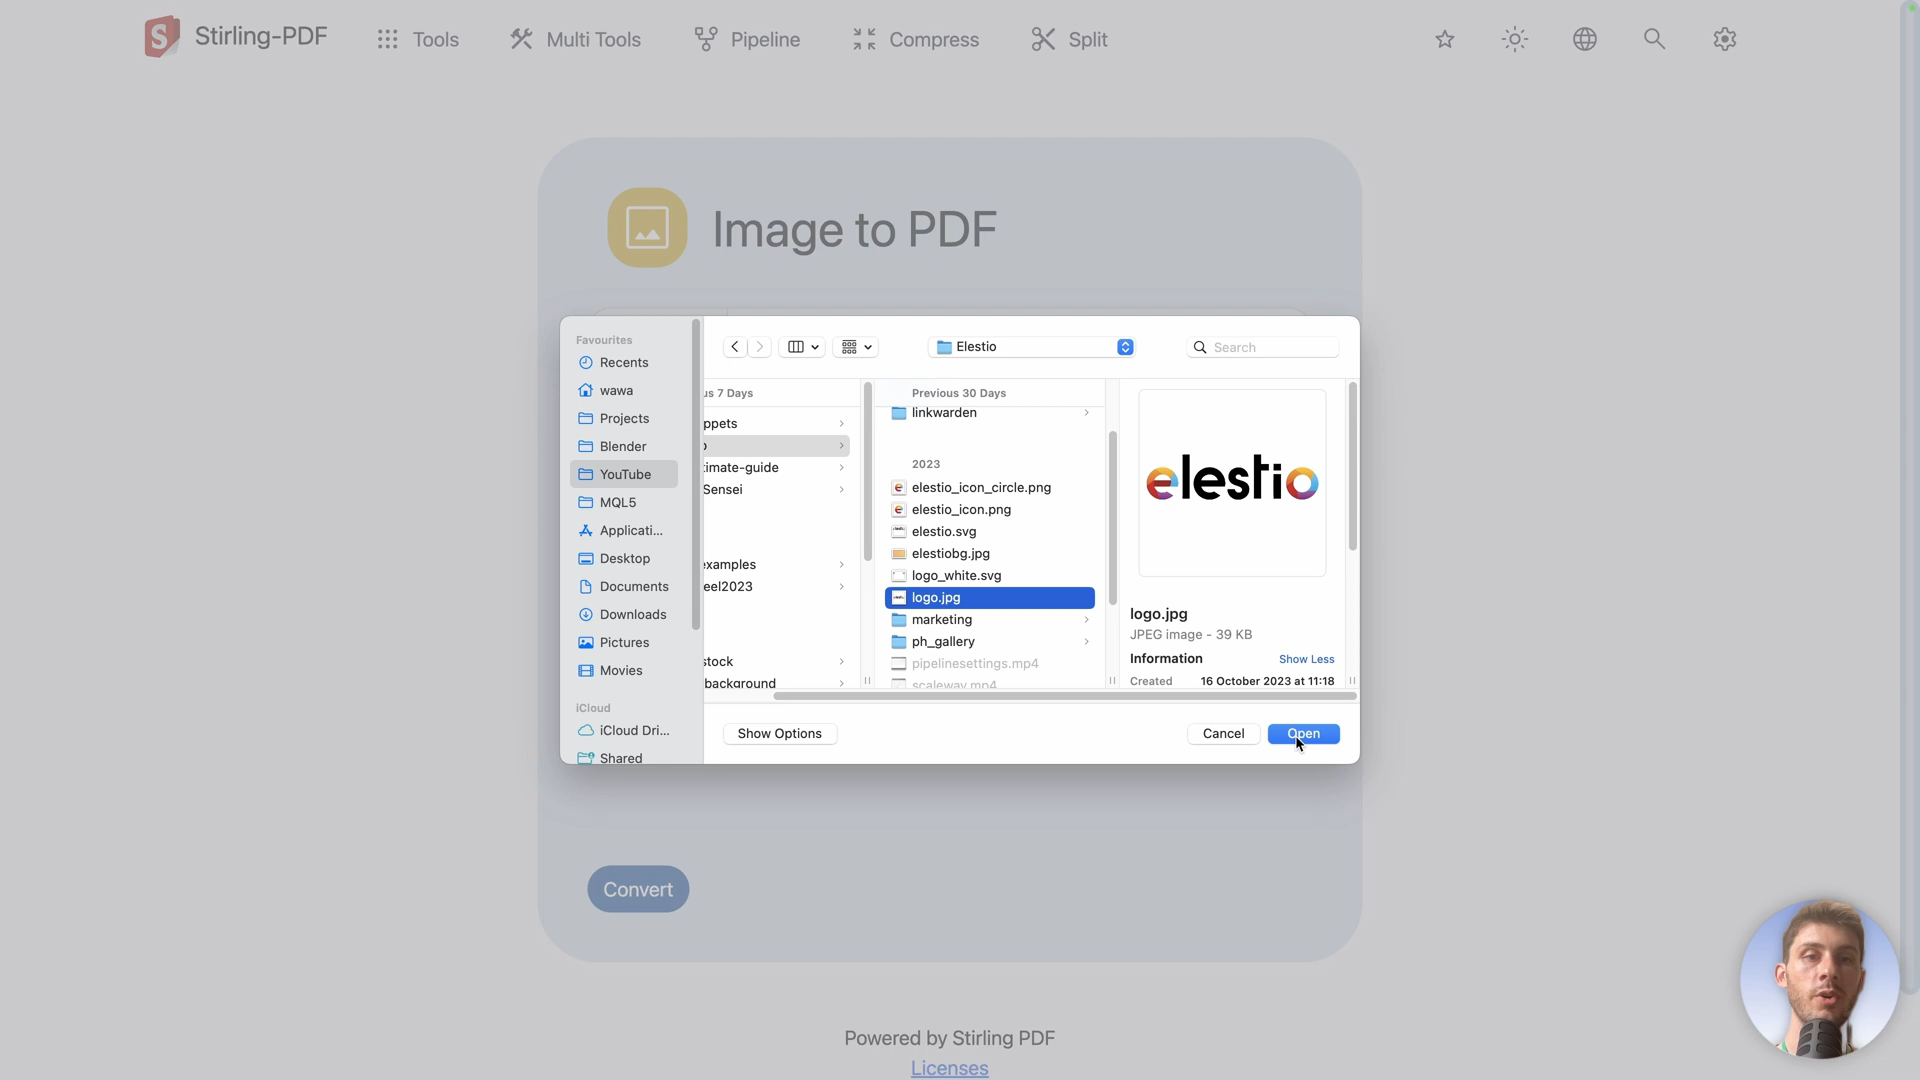 Stirling-PDF
Tools
Multi Tools
Pipeline
Compress
Split
Image to PDF
Favourites
Recents
wawa
Projects
Blender
YouTube
MQL5
Applicati...
Desktop
Documents
Downloads
Pictures
Movies
iCloud
iCloud Dri...
Shared
Elestio
Search
us 7 Days
ppets
timate-guide
Sensei
examples
eel2023
stock
background
Previous 30 Days
linkwarden
2023
elestio_icon_circle.png
elestio_icon.png
elestio.svg
elestiobg.jpg
logo_white.svg
logo.jpg
marketing
ph_gallery
pipelinesettings.mp4
scaleway.mp4
elestio
logo.jpg
JPEG image - 39 KB
Information
Show Less
Created
16 October 2023 at 11:18
Show Options
Cancel
Open
Convert
Powered by Stirling PDF
Licenses